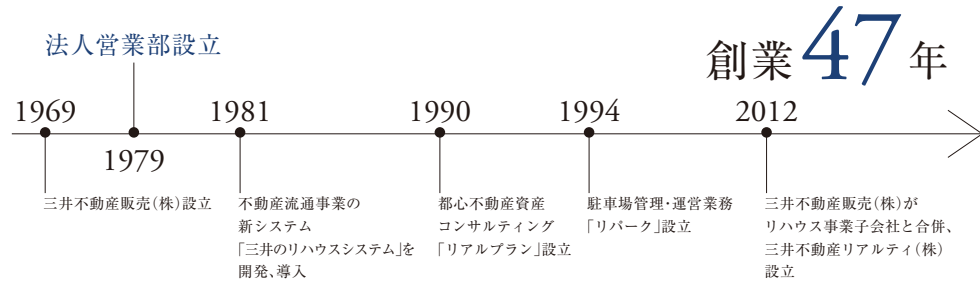 法人営業部設立
創業47年
1969
1979
1981
1990
1994
2012
三井不動産販売(株)設立
不動産流通事業の
新システム
「三井のリハウスシステム」を
開発、導入
都心不動産資産
コンサルティング
「リアルプラン」設立
駐車場管理・運営業務
「リパーク」設立
三井不動産販売(株)が
リハウス事業子会社と合併、
三井不動産リアルティ(株)
設立